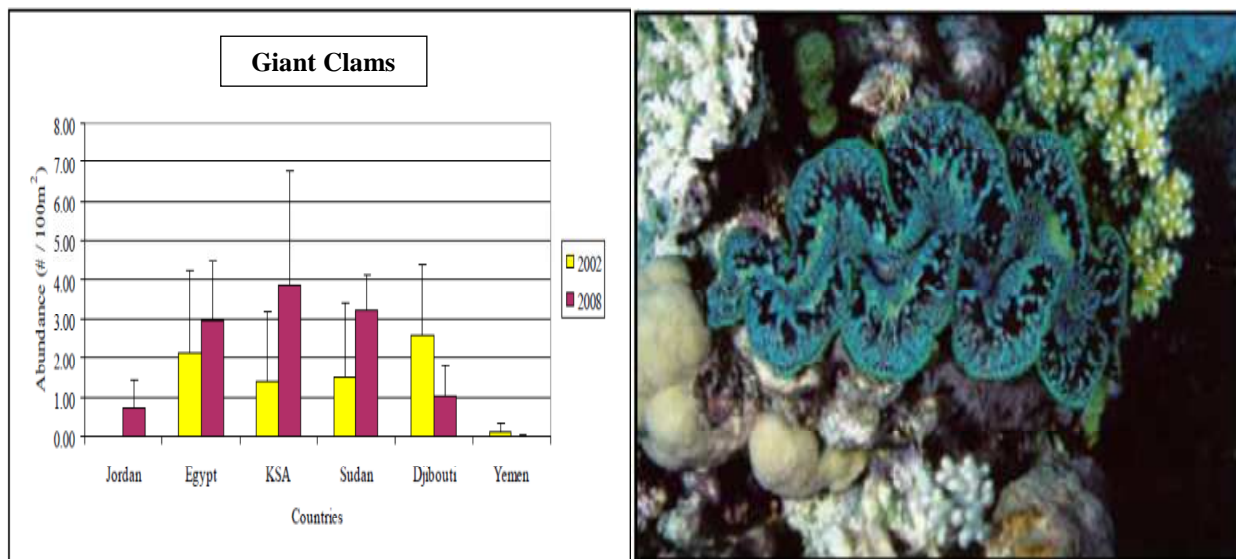 Giant Clams
8.00
7.00
6.00
5.00
4.00
3.00
2.00
1.00
0.00
Abundance (# / 100m²)
2002
2008
Jordan Egypt KSA Sudan Djibouti Yemen
Countries